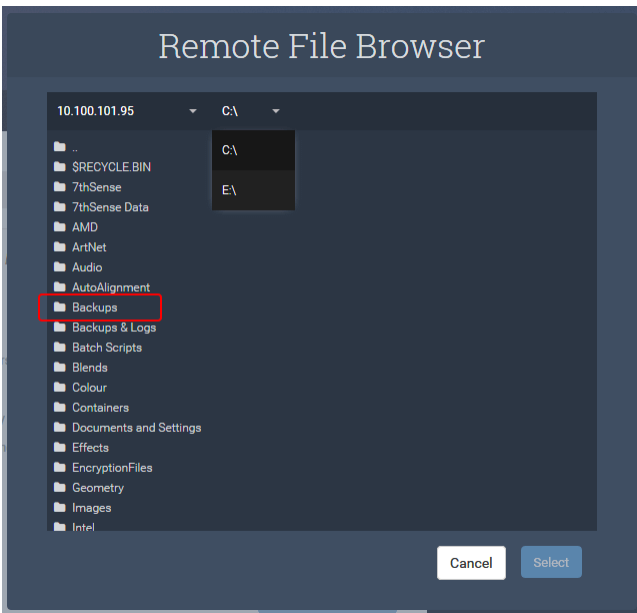 Remote File Browser
10.100.101.95 C:\
..
C:\
$RECYCLE.BIN
7thSense
E:\
7thSense Data
AMD
ArtNet
Audio
AutoAlignment
Backups
Backups & Logs
Batch Scripts
Blends
Colour
Containers
Documents and Settings
Effects
EncryptionFiles
Geometry
Images
Intel
Cancel Select